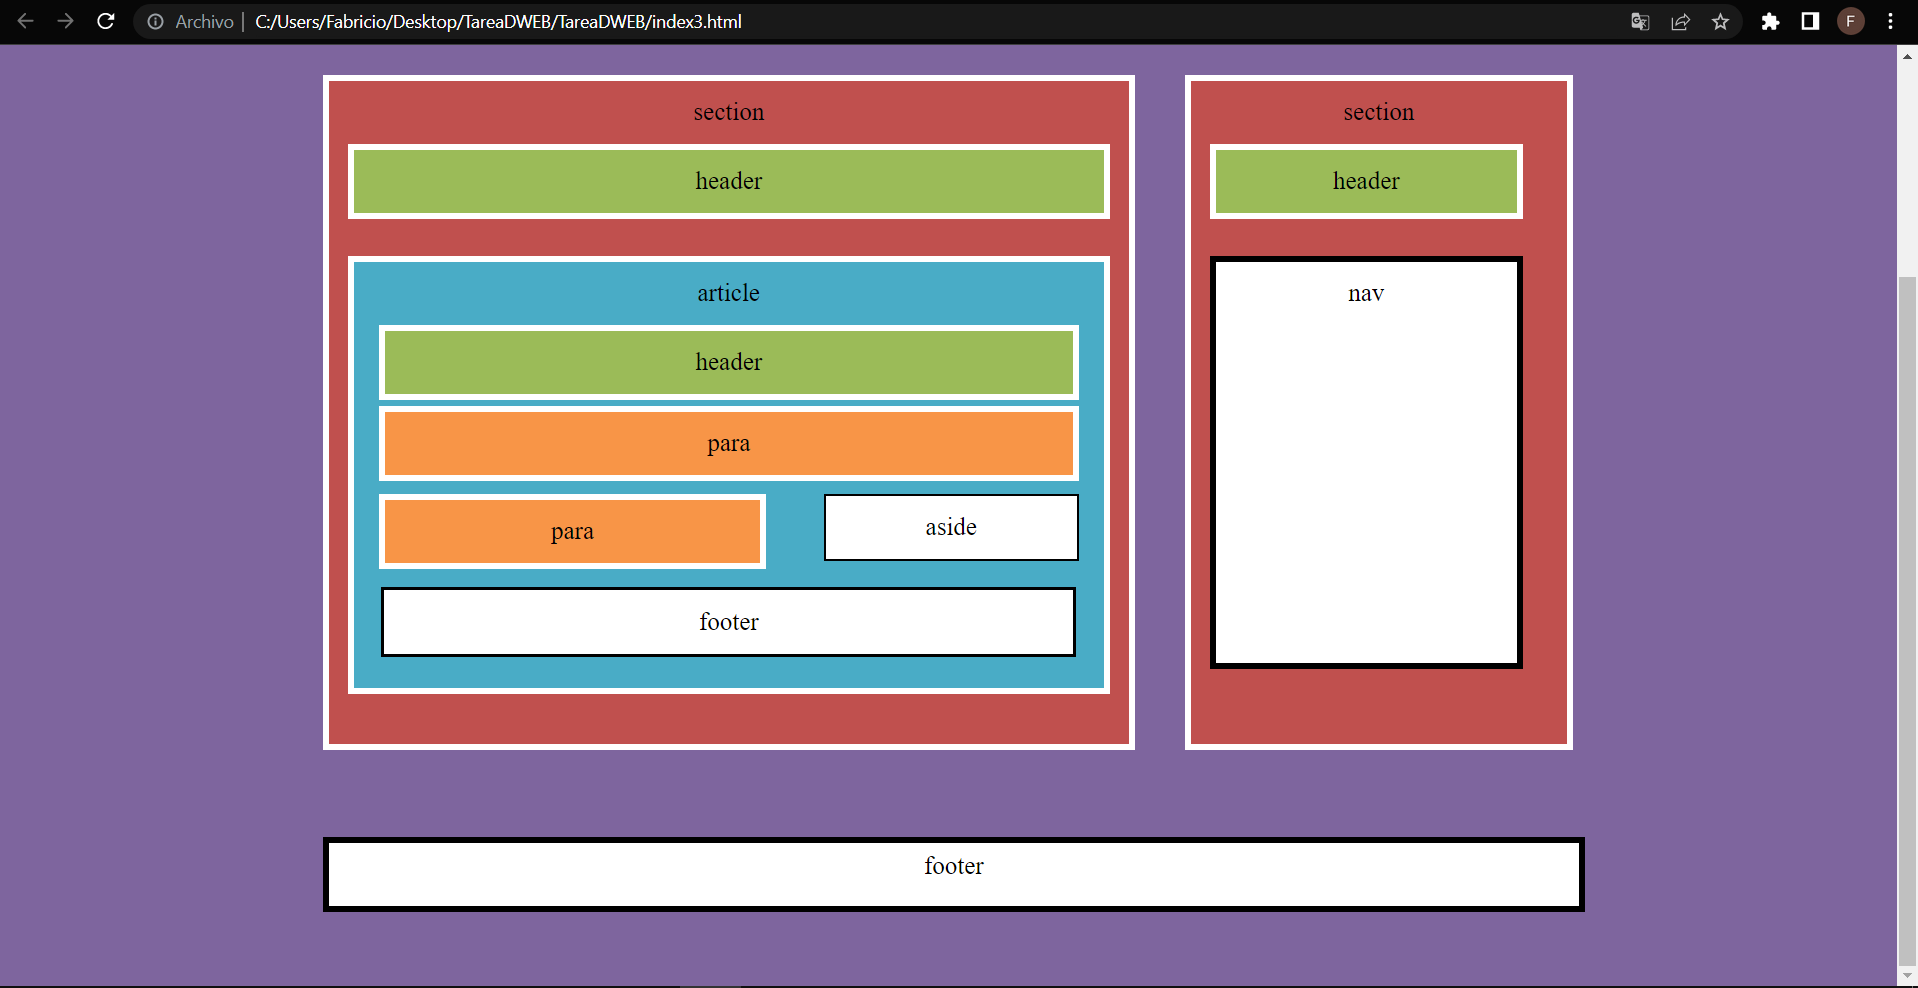 Archivo | C:/Users/Fabricio/Desktop/TareaDWEB/TareaDWEB/index3.html
F
section
header
article
header
para
para
aside
footer
section
header
nav
footer